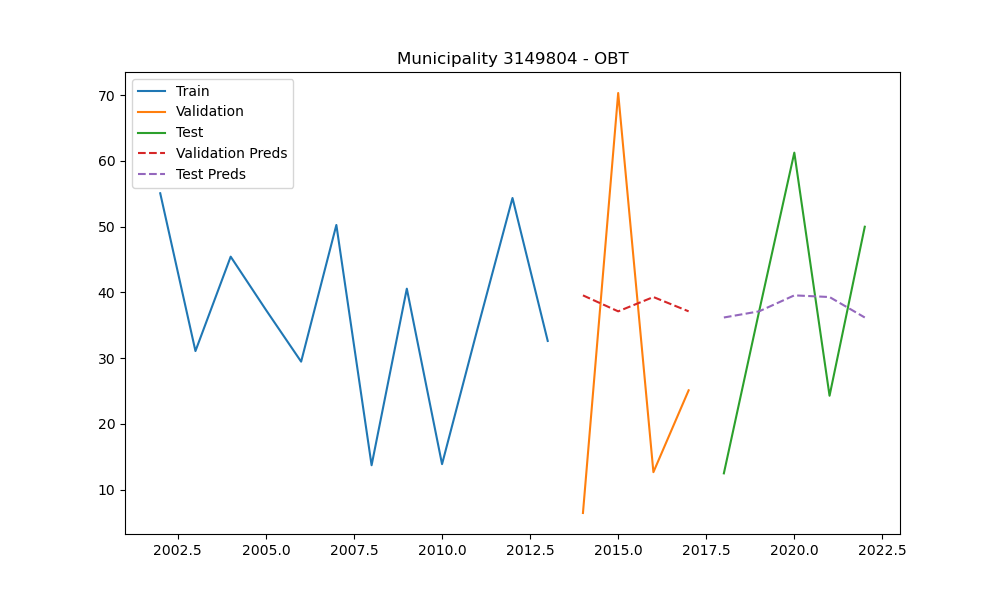 Municipality 3149804 - OBT
Train
Validation
Test
Validation Preds
Test Preds
70
60
50
40
30
20
10
2002.5 2005.0 2007.5 2010.0 2012.5 2015.0 2017.5 2020.0 2022.5